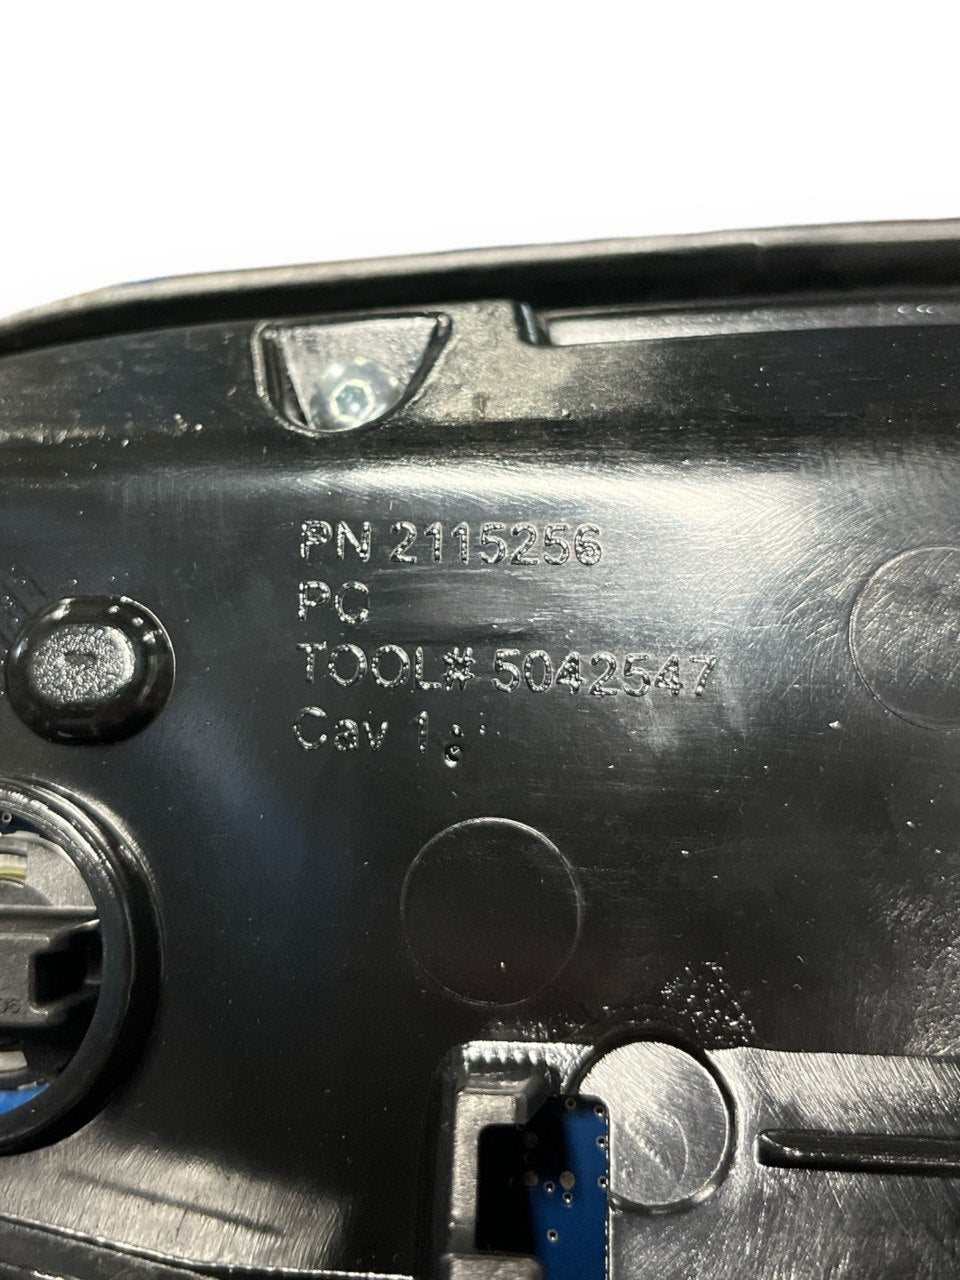 PN 2115256
PC
TOOL# 5042547
Cav 1